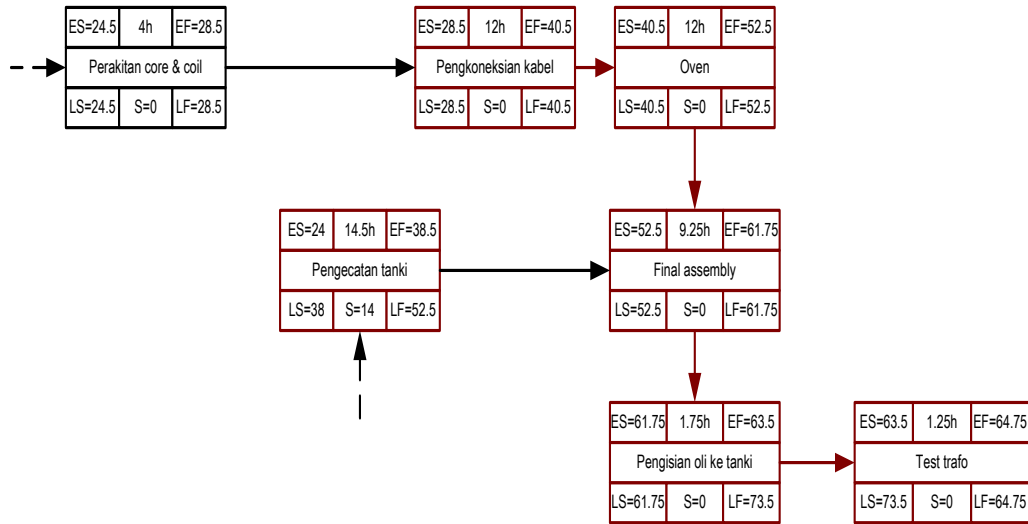 ES=24.5 4h EF=28.5
Perakitan core & coil
LS=24.5 S=0 LF=28.5
ES=28.5 12h EF=40.5
Pengkoneksian kabel
LS=28.5 S=0 LF=40.5
ES=40.5 12h EF=52.5
Oven
LS=40.5 S=0 LF=52.5
ES=24 14.5h EF=38.5
Pengecatan tanki
LS=38 S=14 LF=52.5
ES=52.5 9.25h EF=61.75
Final assembly
LS=52.5 S=0 LF=61.75
ES=61.75 1.75h EF=63.5
Pengisian oli ke tanki
LS=61.75 S=0 LF=73.5
ES=63.5 1.25h EF=64.75
Test trafo
LS=73.5 S=0 LF=64.75